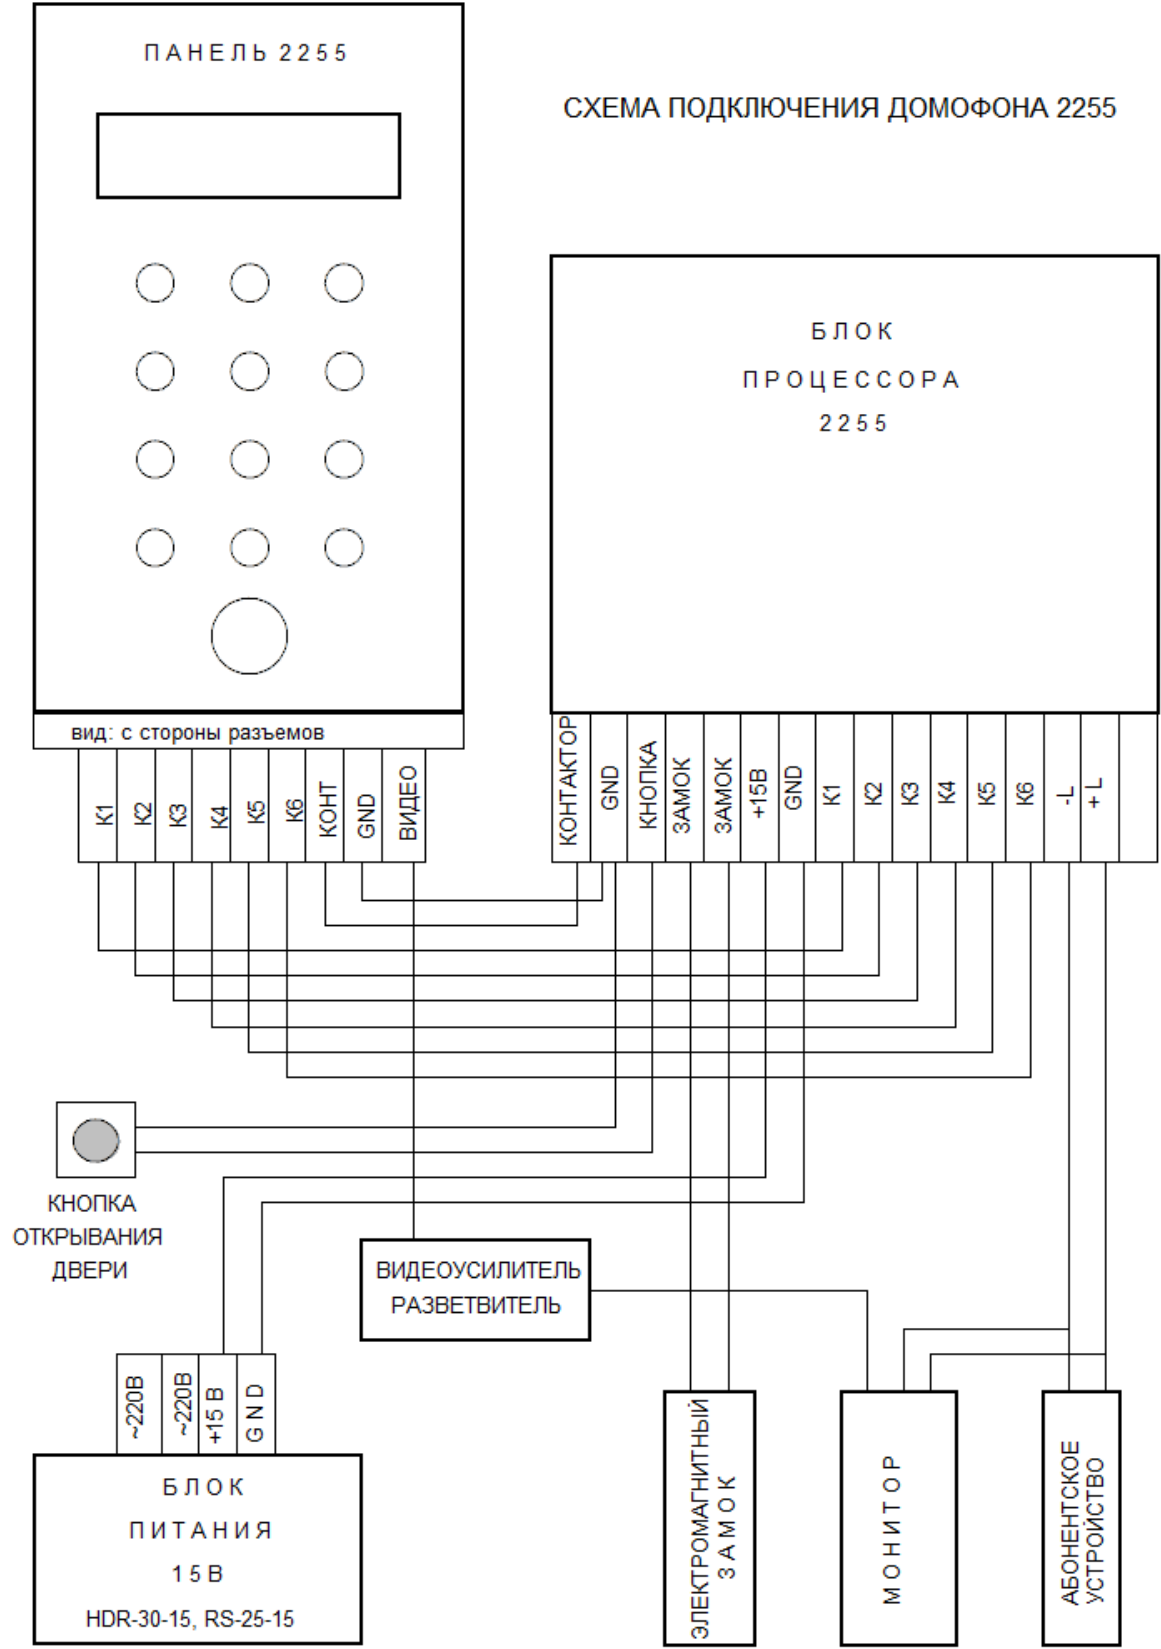 ПАНЕЛЬ 2255
СХЕМА ПОДКЛЮЧЕНИЯ ДОМОФОНА 2255
БЛОК
ПРОЦЕССОРА
2255
вид: с стороны разъемов
К1
К2
К3
К4
К5
К6
КОНТ
GND
ВИДЕО
КОНТАКТОР
GND
КНОПКА
ЗАМОК
ЗАМОК
+15В
GND
К1
К2
К3
К4
К5
К6
-L
+L
КНОПКА
ОТКРЫВАНИЯ
ДВЕРИ
ВИДЕОУСИЛИТЕЛЬ
РАЗВЕТВИТЕЛЬ
~220В
~220В
+15 В
GND
БЛОК
ПИТАНИЯ
15В
HDR-30-15, RS-25-15
ЭЛЕКТРОМАГНИТНЫЙ
ЗАМОК
МОНИТОР
АБОНЕНТСКОЕ
УСТРОЙСТВО